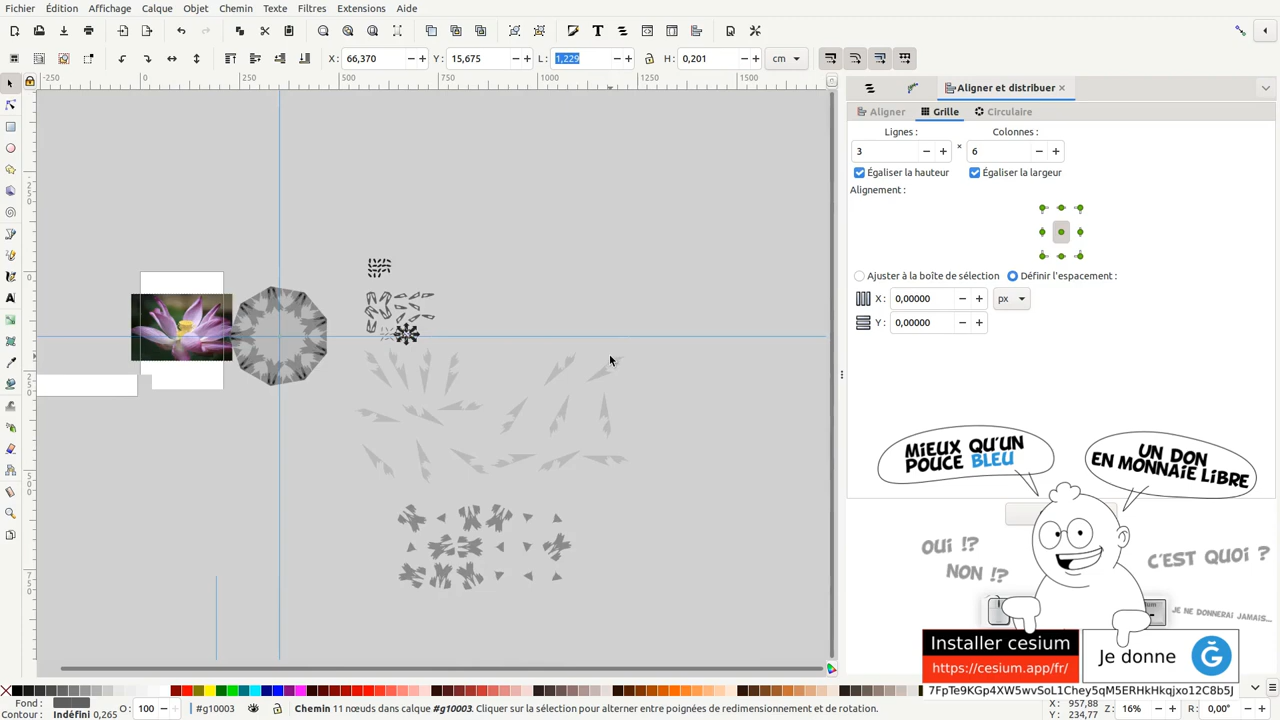 Fichier Édition Affichage Calque Objet Chemin Texte Filtres Extensions Aide
X : 66,370 Y : 15,675 L : 1,229 H : 0,201 cm
-250 0 250 500 750 1000 1250 1500
Aligner et distribuer
Aligner Grille Circulaire
Lignes : Colonnes :
3 × 6
Égaliser la hauteur Égaliser la largeur
Alignement :
Ajuster à la boîte de sélection Définir l'espacement :
X : 0,00000 px
Y : 0,00000
MIEUX QU'UN
POUCE BLEU
UN DON
EN MONNAIE LIBRE
OUI !?
NON !?
C'EST QUOI ?
JE NE DONNERAI JAMAIS...
Installer cesium
https://cesium.app/fr/
Je donne
7FpTe9KGp4XW5wvSoL1Chey5qM5ERHkHkqjxo12C8b5J
Fond :
Contour : Indéfini 0,265
O : 100
#g10003
Chemin 11 nœuds dans calque #g10003. Cliquer sur la sélection pour alterner entre poignées de redimensionnement et de rotation.
X : 957,88
Y : 234,77
Z : 16% R : 0,00°